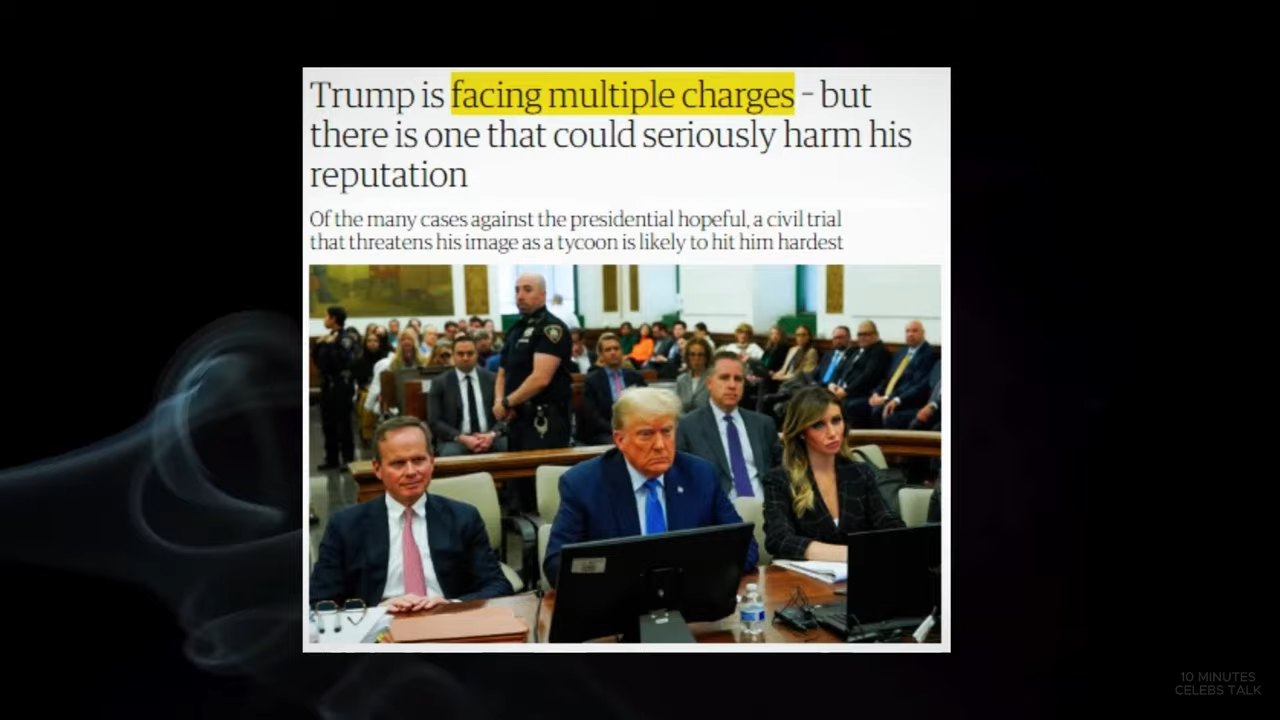 Trump is facing multiple charges – but
there is one that could seriously harm his
reputation
Of the many cases against the presidential hopeful, a civil trial
that threatens his image as a tycoon is likely to hit him hardest
10 MINUTES
CELEBS TALK